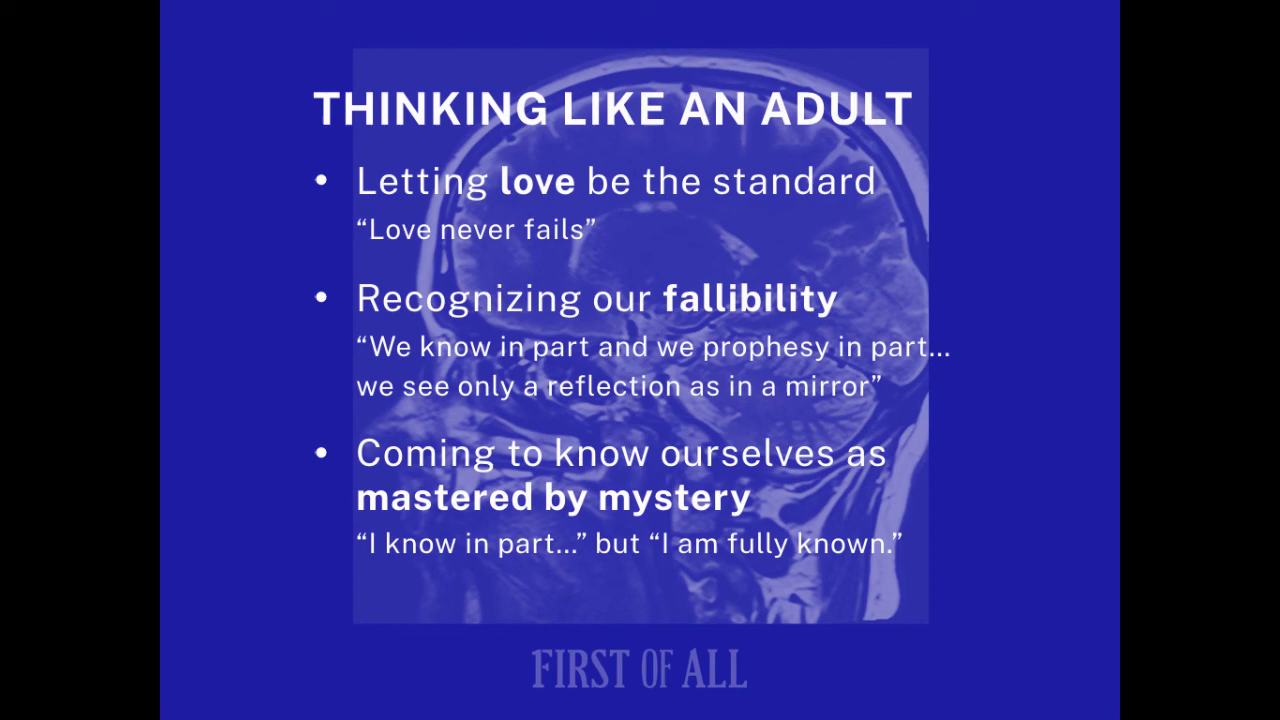 THINKING LIKE AN ADULT
• Letting love be the standard
“Love never fails”
• Recognizing our fallibility
“We know in part and we prophesy in part...
we see only a reflection as in a mirror”
• Coming to know ourselves as
mastered by mystery
“I know in part...” but “I am fully known.”
FIRST OF ALL